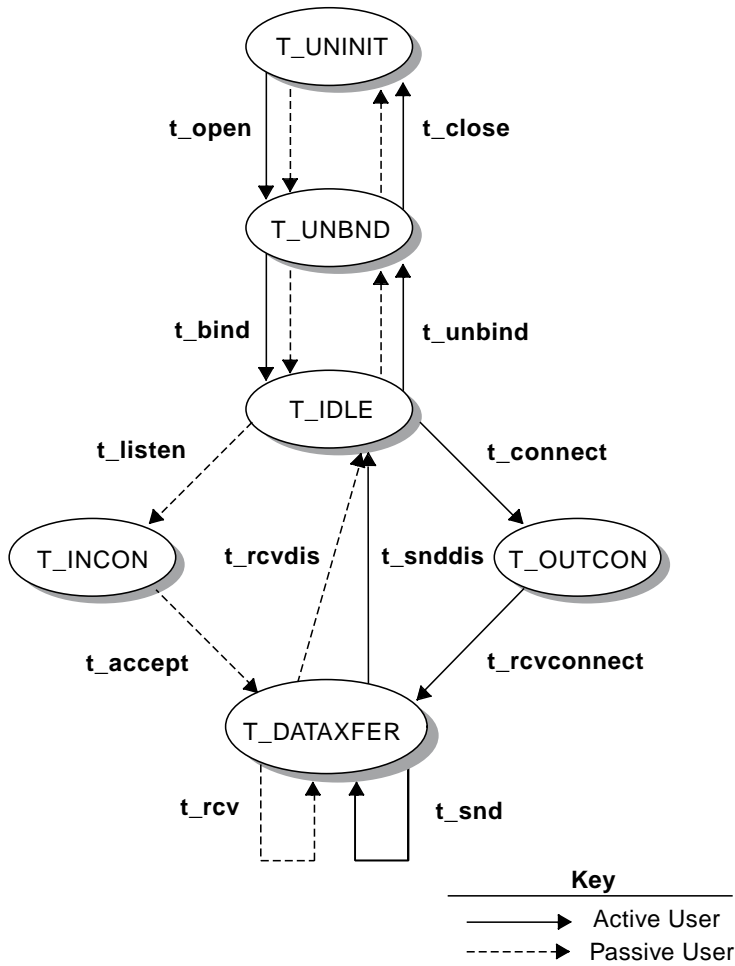 T_UNINIT
t_open
t_close
T_UNBND
t_bind
t_unbind
T_IDLE
t_listen
t_connect
T_INCON
t_rcvdis
t_snddis
T_OUTCON
t_accept
t_rcvconnect
T_DATAXFER
t_rcv
t_snd
Key
Active User
Passive User